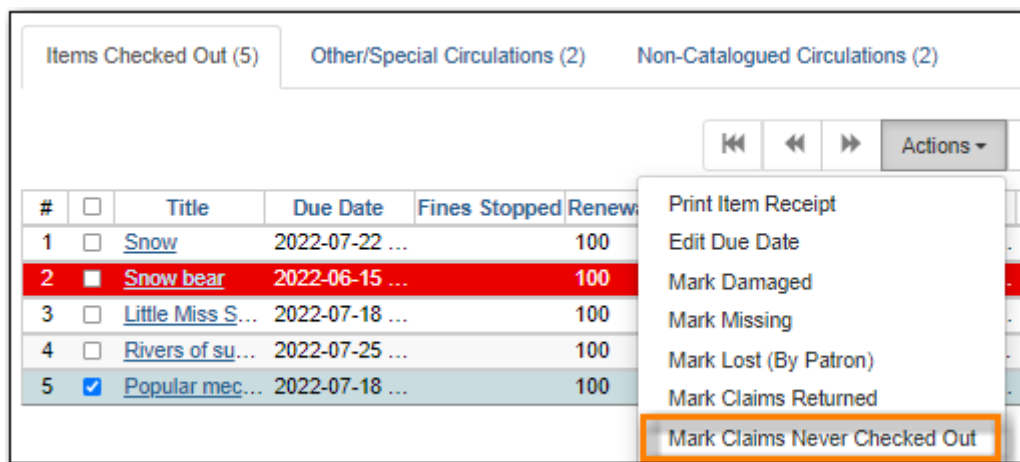 Items Checked Out (5) Other/Special Circulations (2) Non-Catalogued Circulations (2)
Actions
# Title Due Date Fines Stopped Renew
1 Snow 2022-07-22 ... 100
2 Snow bear 2022-06-15 ... 100
3 Little Miss S... 2022-07-18 ... 100
4 Rivers of su... 2022-07-25 ... 100
5 Popular mec... 2022-07-18 ... 100
Print Item Receipt
Edit Due Date
Mark Damaged
Mark Missing
Mark Lost (By Patron)
Mark Claims Returned
Mark Claims Never Checked Out